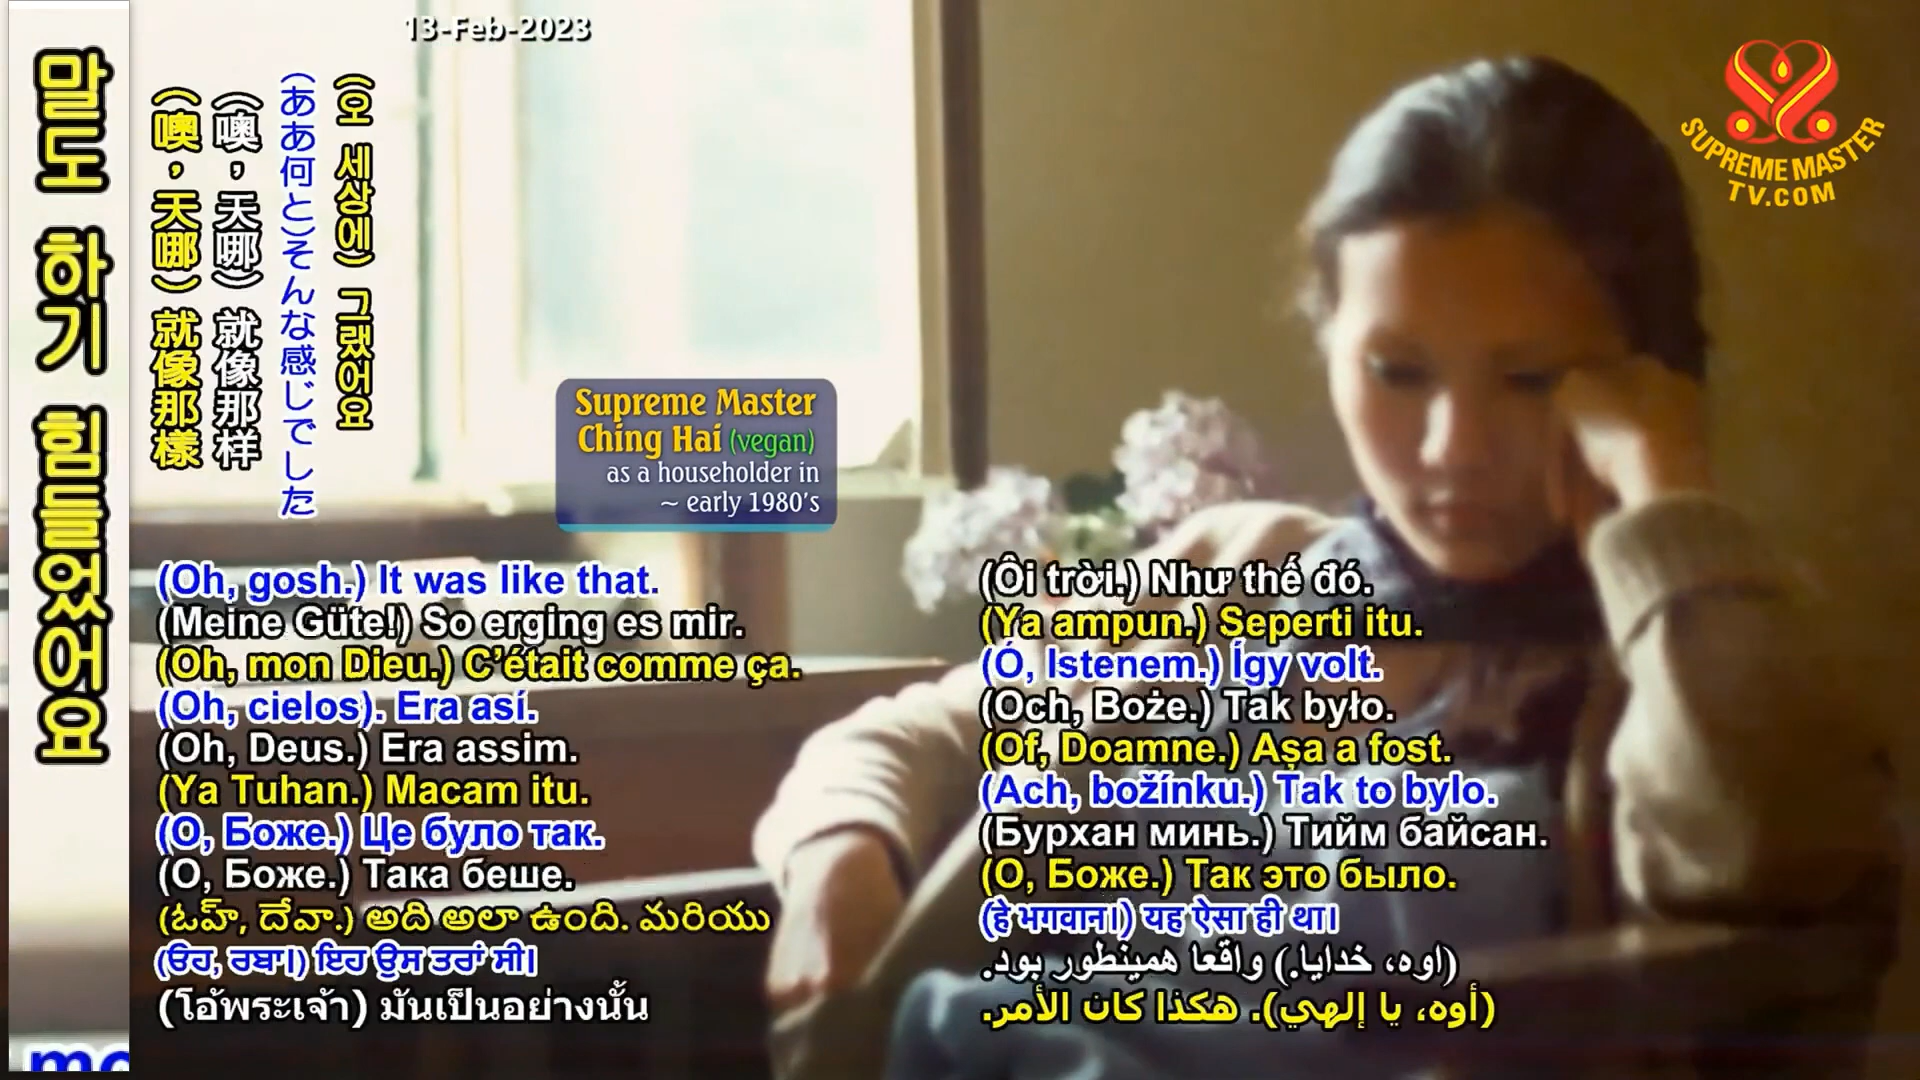 13-Feb-2023
SUPREME MASTER
TV.COM
말도 하기 힘들었어요
(噢，天哪) 就像那樣
(噢，天哪) 就像那样
(ああ何と)そんな感じでした
(오 세상에) 그랬어요
Supreme Master
Ching Hai (vegan)
as a householder in
~ early 1980's
(Oh, gosh.) It was like that.
(Meine Güte!) So erging es mir.
(Oh, mon Dieu.) C’était comme ça.
(Oh, cielos). Era así.
(Oh, Deus.) Era assim.
(Ya Tuhan.) Macam itu.
(О, Боже.) Це було так.
(О, Боже.) Така беше.
(ఓహ్, దేవా.) అది అలా ఉంది. మరియు
(ਓਹ, ਰਬਾ।) ਇਹ ਉਸ ਤਰਾਂ ਸੀ।
(โอ้พระเจ้า) มันเป็นอย่างนั้น
(Ôi trời.) Như thế đó.
(Ya ampun.) Seperti itu.
(Ó, Istenem.) Így volt.
(Och, Boże.) Tak było.
(Of, Doamne.) Așa a fost.
(Ach, božínku.) Tak to bylo.
(Бурхан минь.) Тийм байсан.
(О, Боже.) Так это было.
(हे भगवान।) यह ऐसा ही था।
(اوه، خدایا.) واقعا همینطور بود.
(أوه، يا إلهي). هكذا كان الأمر.